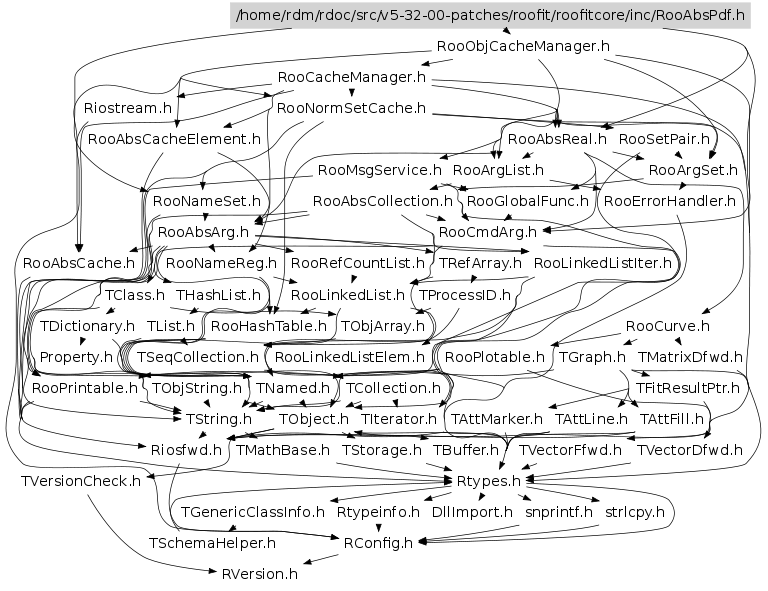 /home/rdm/rdoc/src/v5-32-00-patches/roofit/roofitcore/inc/RooAbsPdf.h
RooObjCacheManager.h
RooCacheManager.h
Riostream.h RooNormSetCache.h
RooAbsCacheElement.h RooAbsReal.h RooSetPair.h
RooMsgService.h RooArgList.h RooArgSet.h
RooNameSet.h RooAbsCollection.h RooGlobalFunc.h RooErrorHandler.h
RooAbsArg.h RooCmdArg.h
RooAbsCache.h RooNameReg.h RooRefCountList.h TRefArray.h RooLinkedListIter.h
TClass.h THashList.h RooLinkedList.h TProcessID.h
TDictionary.h TList.h RooHashTable.h TObjArray.h RooCurve.h
Property.h TSeqCollection.h RooLinkedListElem.h RooPlotable.h TGraph.h TMatrixDfwd.h
RooPrintable.h TObjString.h TNamed.h TCollection.h TFitResultPtr.h
TString.h TObject.h TIterator.h TAttMarker.h TAttLine.h TAttFill.h
Riosfwd.h TMathBase.h TStorage.h TBuffer.h TVectorFfwd.h TVectorDfwd.h
TVersionCheck.h Rtypes.h
TGenericClassInfo.h Rtypeinfo.h DllImport.h snprintf.h strlcpy.h
TSchemaHelper.h RConfig.h
RVersion.h